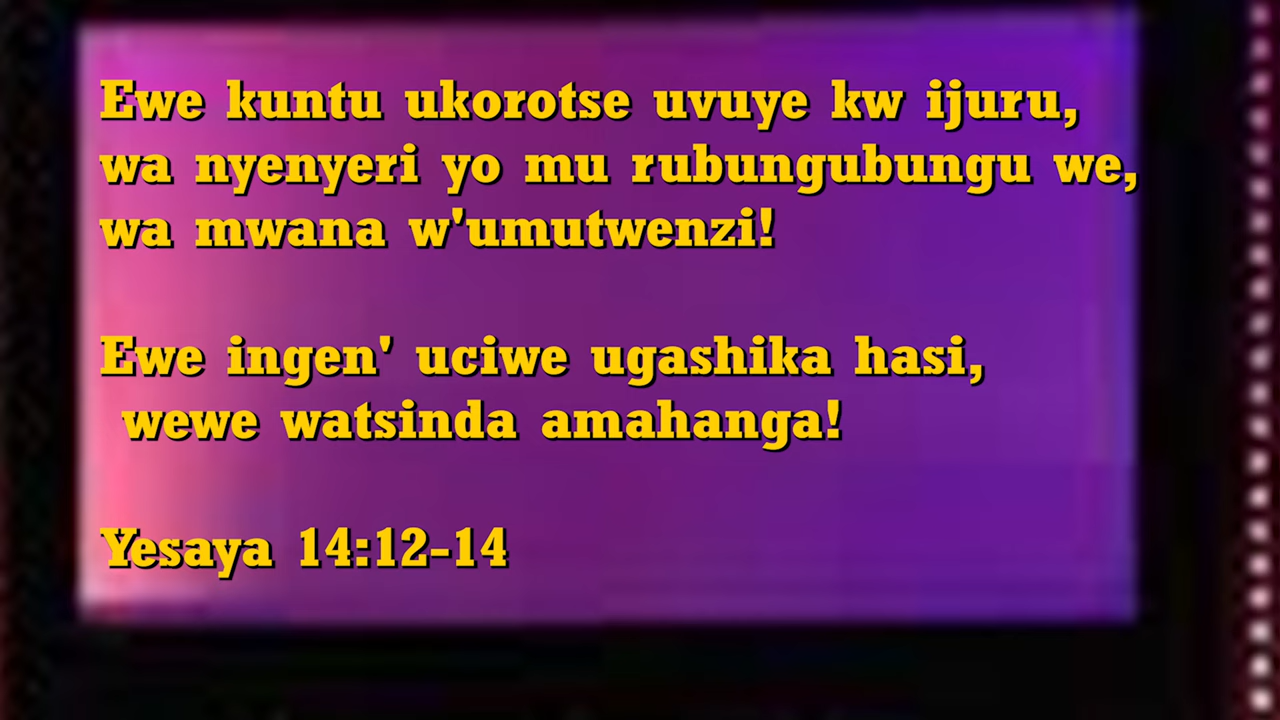 Ewe kuntu ukorotse uvuye kw ijuru,
wa nyenyeri yo mu rubungubungu we,
wa mwana w'umutwenzi!
Ewe ingen' uciwe ugashika hasi,
wewe watsinda amahanga!
Yesaya 14:12-14